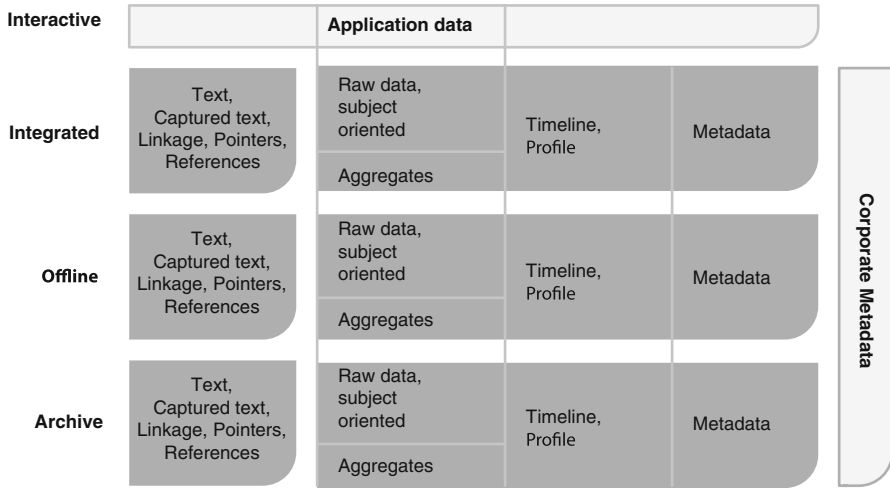 Interactive
Application data
Integrated
Text,
Captured text,
Linkage, Pointers,
References
Raw data,
subject
oriented
Aggregates
Timeline,
Profile
Metadata
Offline
Text,
Captured text,
Linkage, Pointers,
References
Raw data,
subject
oriented
Aggregates
Timeline,
Profile
Metadata
Archive
Text,
Captured text,
Linkage, Pointers,
References
Raw data,
subject
oriented
Aggregates
Timeline,
Profile
Metadata
Corporate Metadata